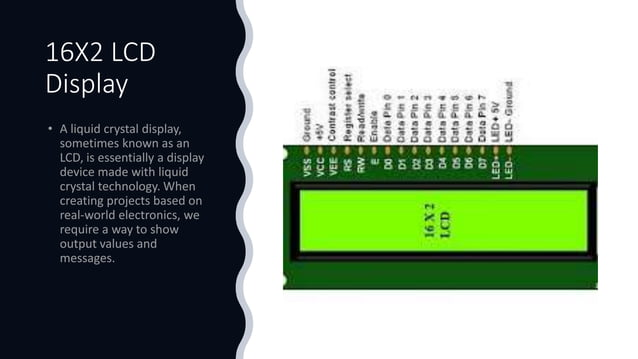 16X2 LCD
Display
• A liquid crystal display,
sometimes known as an
LCD, is essentially a display
device made with liquid
crystal technology. When
creating projects based on
real-world electronics, we
require a way to show
output values and
messages.
Ground
+5V
Contrast control
Register select
Read/write
Enable
Data Pin 0
Data Pin 1
Data Pin 2
Data Pin 3
Data Pin 4
Data Pin 5
Data Pin 6
Data Pin 7
LED+ 5V
LED- Ground
VSS
VCC
VEE
RS
RW
E
D0
D1
D2
D3
D4
D5
D6
D7
LED+
LED-
16 X 2
LCD